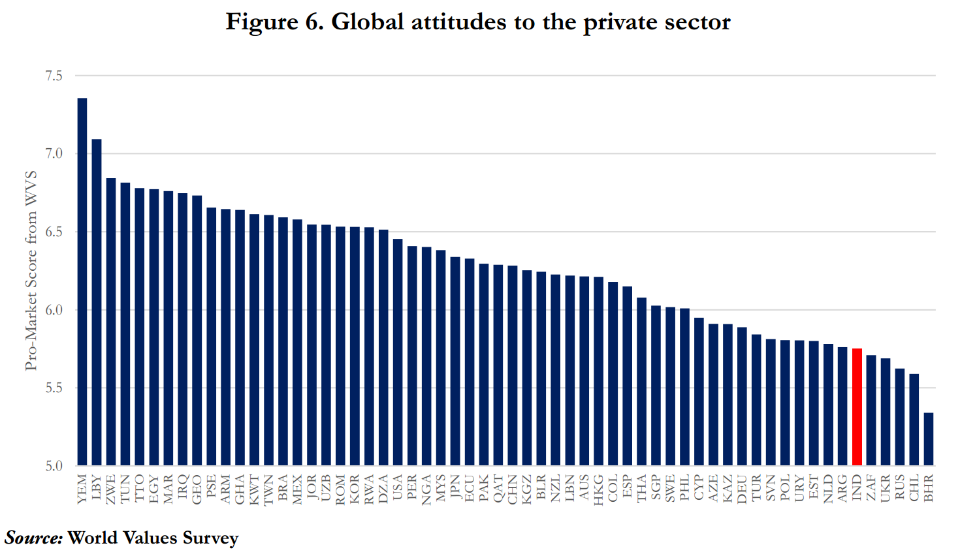 Figure 6. Global attitudes to the private sector
Pro-Market Score from WVS
7.5
7.0
6.5
6.0
5.5
5.0
YEM LBY ZWE TUN TTO EGY MAR IRQ GEO PSE ARM GHA KWT TWN BRA MEX JOR UZB ROM KOR RWA DZA USA PER NGA MYS JPN ECU PAK QAT CHN KGZ BLR NZL LBN AUS HKG COL ESP THA SGP SWE PHL CYP AZE KAZ DEU TUR SVN POL URY EST NLD ARG IND ZAF UKR RUS CHL BHR
Source: World Values Survey